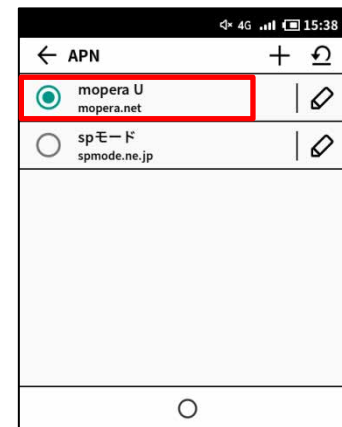 4G 15:38
APN
mopera U
mopera.net
spモード
spmode.ne.jp